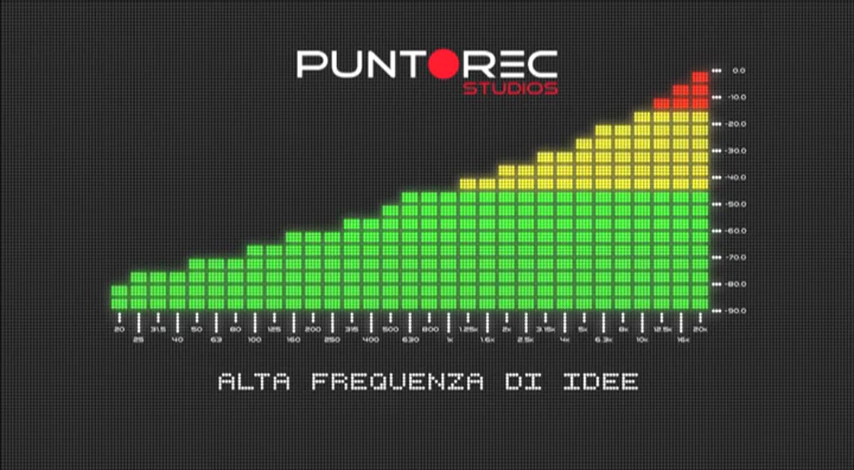 PUNTOREC
STUDIOS
0.0
-10.0
-20.0
-30.0
-40.0
-50.0
-60.0
-70.0
-80.0
-90.0
20 31.5 50 80 125 200 315 500 800 1.25K 2K 3.15K 5K 8K 12.5K 20K
25 40 63 100 160 250 400 630 1K 1.6K 2.5K 4K 6.3K 10K 16K
ALTA FREQUENZA DI IDEE